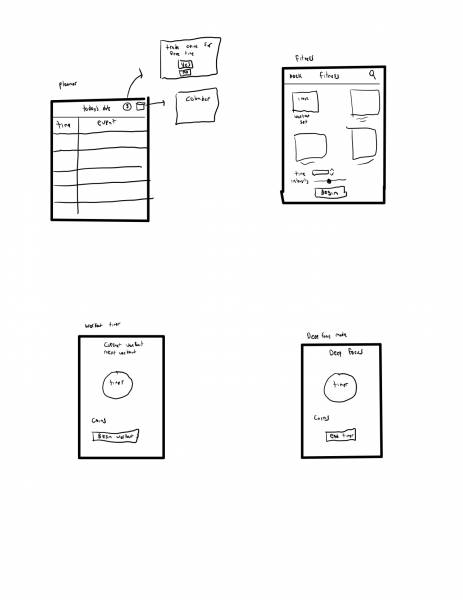 planner
trade coins for
free time
Yes
no
today's date
calendar
time
event
Fitness
back
Fitness
workout
set
time
intensity
Begin
workout timer
current workout
next workout
timer
Coins
Begin workout
Deep focus mode
Deep focus
timer
Coins
end timer